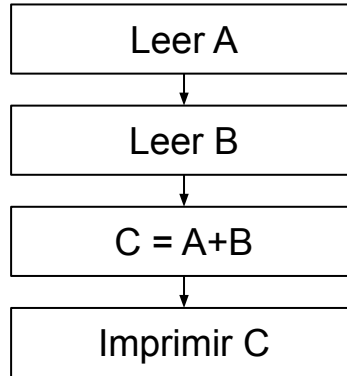 Leer A
Leer B
C = A+B
Imprimir C